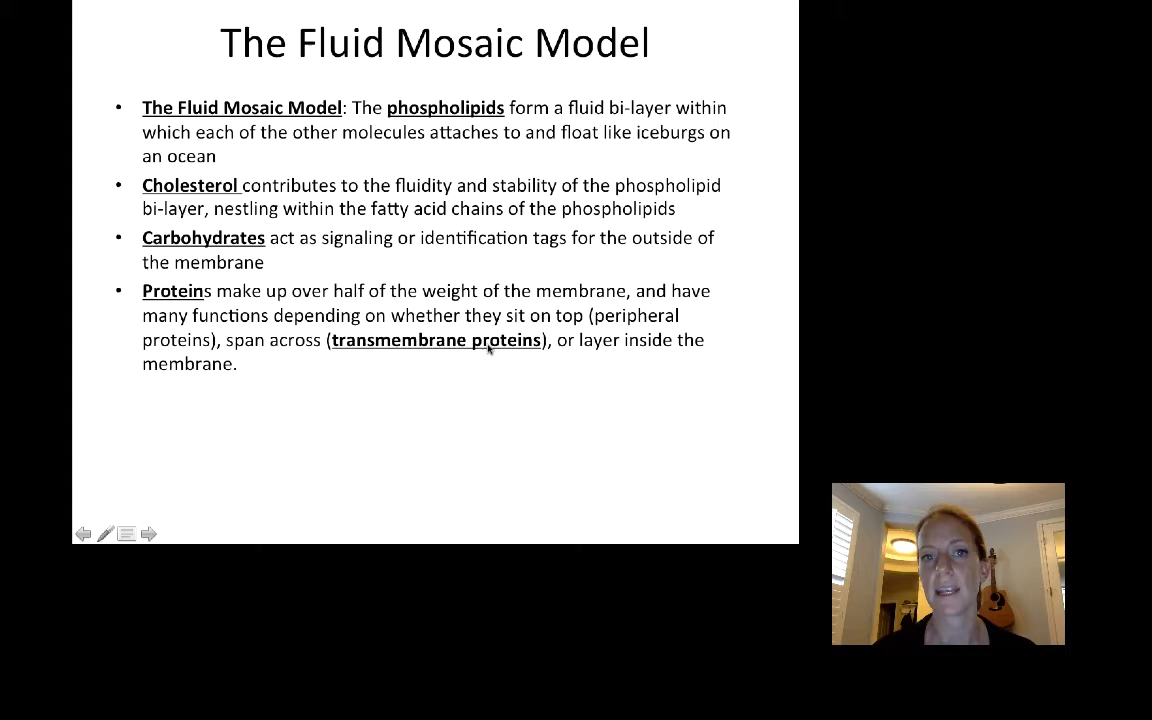 The Fluid Mosaic Model
• The Fluid Mosaic Model: The phospholipids form a fluid bi-layer within
which each of the other molecules attaches to and float like iceburgs on
an ocean
• Cholesterol contributes to the fluidity and stability of the phospholipid
bi-layer, nestling within the fatty acid chains of the phospholipids
• Carbohydrates act as signaling or identification tags for the outside of
the membrane
• Proteins make up over half of the weight of the membrane, and have
many functions depending on whether they sit on top (peripheral
proteins), span across (transmembrane proteins), or layer inside the
membrane.